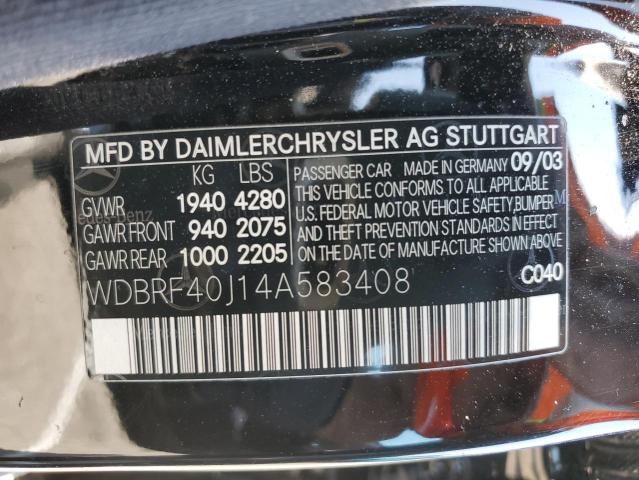 MFD BY DAIMLERCHRYSLER AG STUTTGART
KG LBS
GVWR 1940 4280
GAWR FRONT 940 2075
GAWR REAR 1000 2205
PASSENGER CAR MADE IN GERMANY 09/03
THIS VEHICLE CONFORMS TO ALL APPLICABLE
U.S. FEDERAL MOTOR VEHICLE SAFETY, BUMPER
AND THEFT PREVENTION STANDARDS IN EFFECT
ON THE DATE OF MANUFACTURE SHOWN ABOVE.
C040
WDBRF40J14A583408